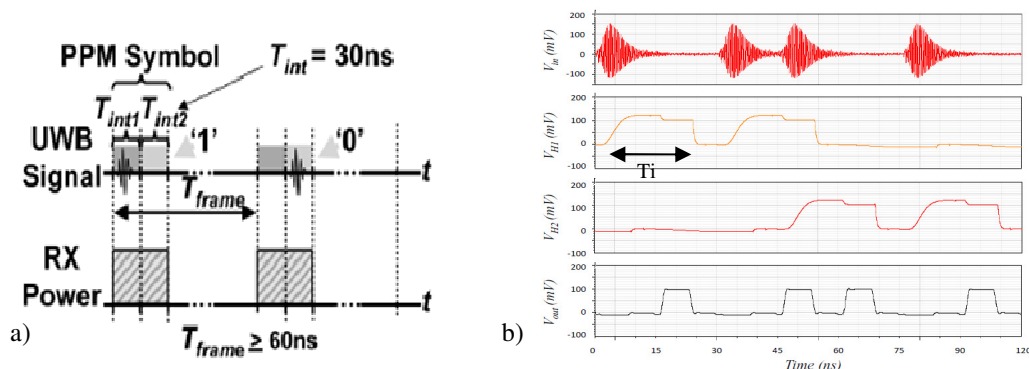 PPM Symbol
T_int = 30ns
T_int1 T_int2
UWB
Signal
'1'
'0'
t
T_frame
RX
Power
t
T_frame ≥ 60ns
a)
b)
V_in (mV)
200
100
0
-100
V_H1 (mV)
200
100
0
-100
Ti
V_H2 (mV)
200
100
0
-100
V_out (mV)
200
100
0
-100
0 15 30 45 55 60 75 80 90 120
Time (ns)